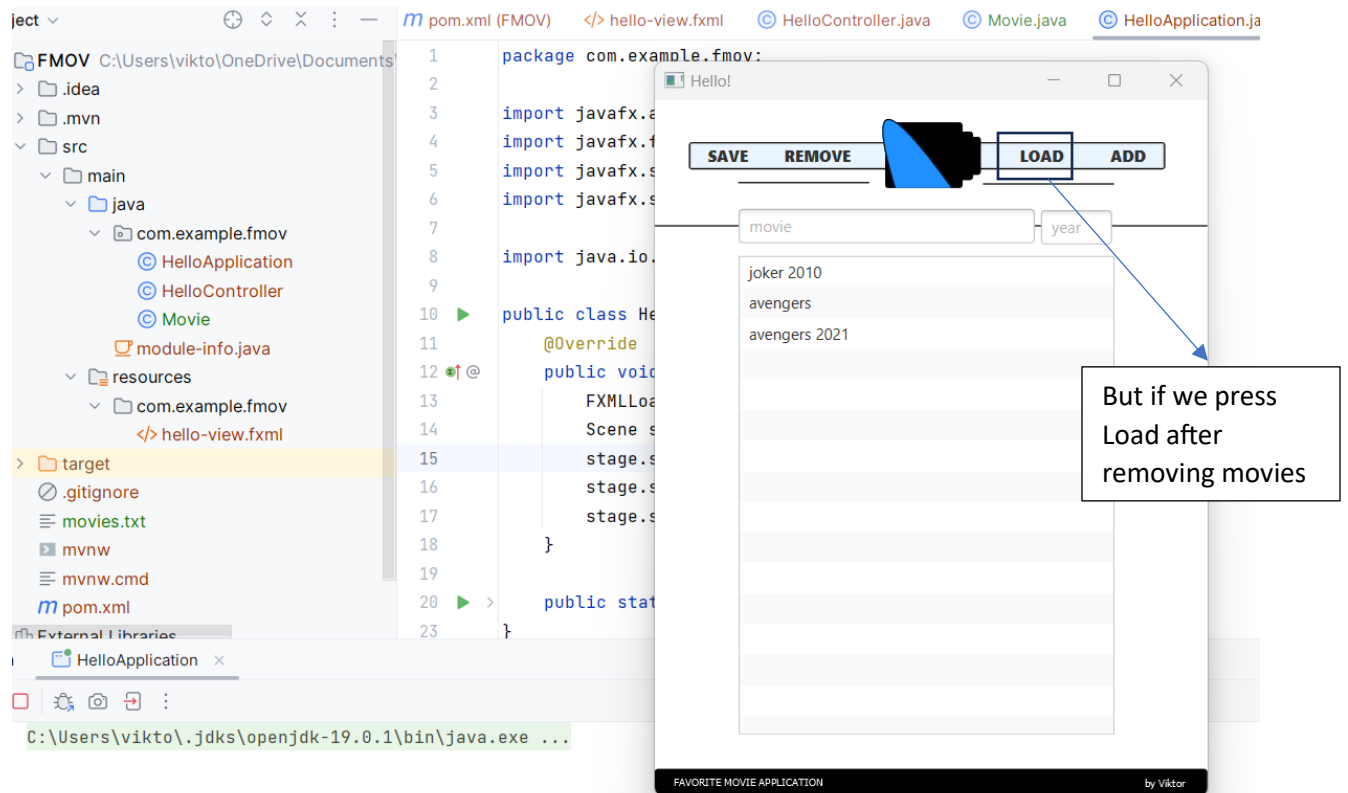 ject
pom.xml (FMOV) hello-view.fxml HelloController.java Movie.java HelloApplication.ja
FMOV C:\Users\vikto\OneDrive\Documents\
.idea
.mvn
src
main
java
com.example.fmov
HelloApplication
HelloController
Movie
module-info.java
resources
com.example.fmov
hello-view.fxml
target
.gitignore
movies.txt
mvnw
mvnw.cmd
pom.xml
External Libraries
1 package com.example.fmov;
2
3 import javafx.a
4 import javafx.f
5 import javafx.s
6 import javafx.s
7
8 import java.io.
9
10 public class He
11 @Override
12 public void
13 FXMLLoa
14 Scene s
15 stage.s
16 stage.s
17 stage.s
18 }
19
20 public stat
23 }
Hello!
SAVE REMOVE LOAD ADD
movie year
joker 2010
avengers
avengers 2021
FAVORITE MOVIE APPLICATION by Viktor
But if we press
Load after
removing movies
HelloApplication
C:\Users\vikto\.jdks\openjdk-19.0.1\bin\java.exe ...